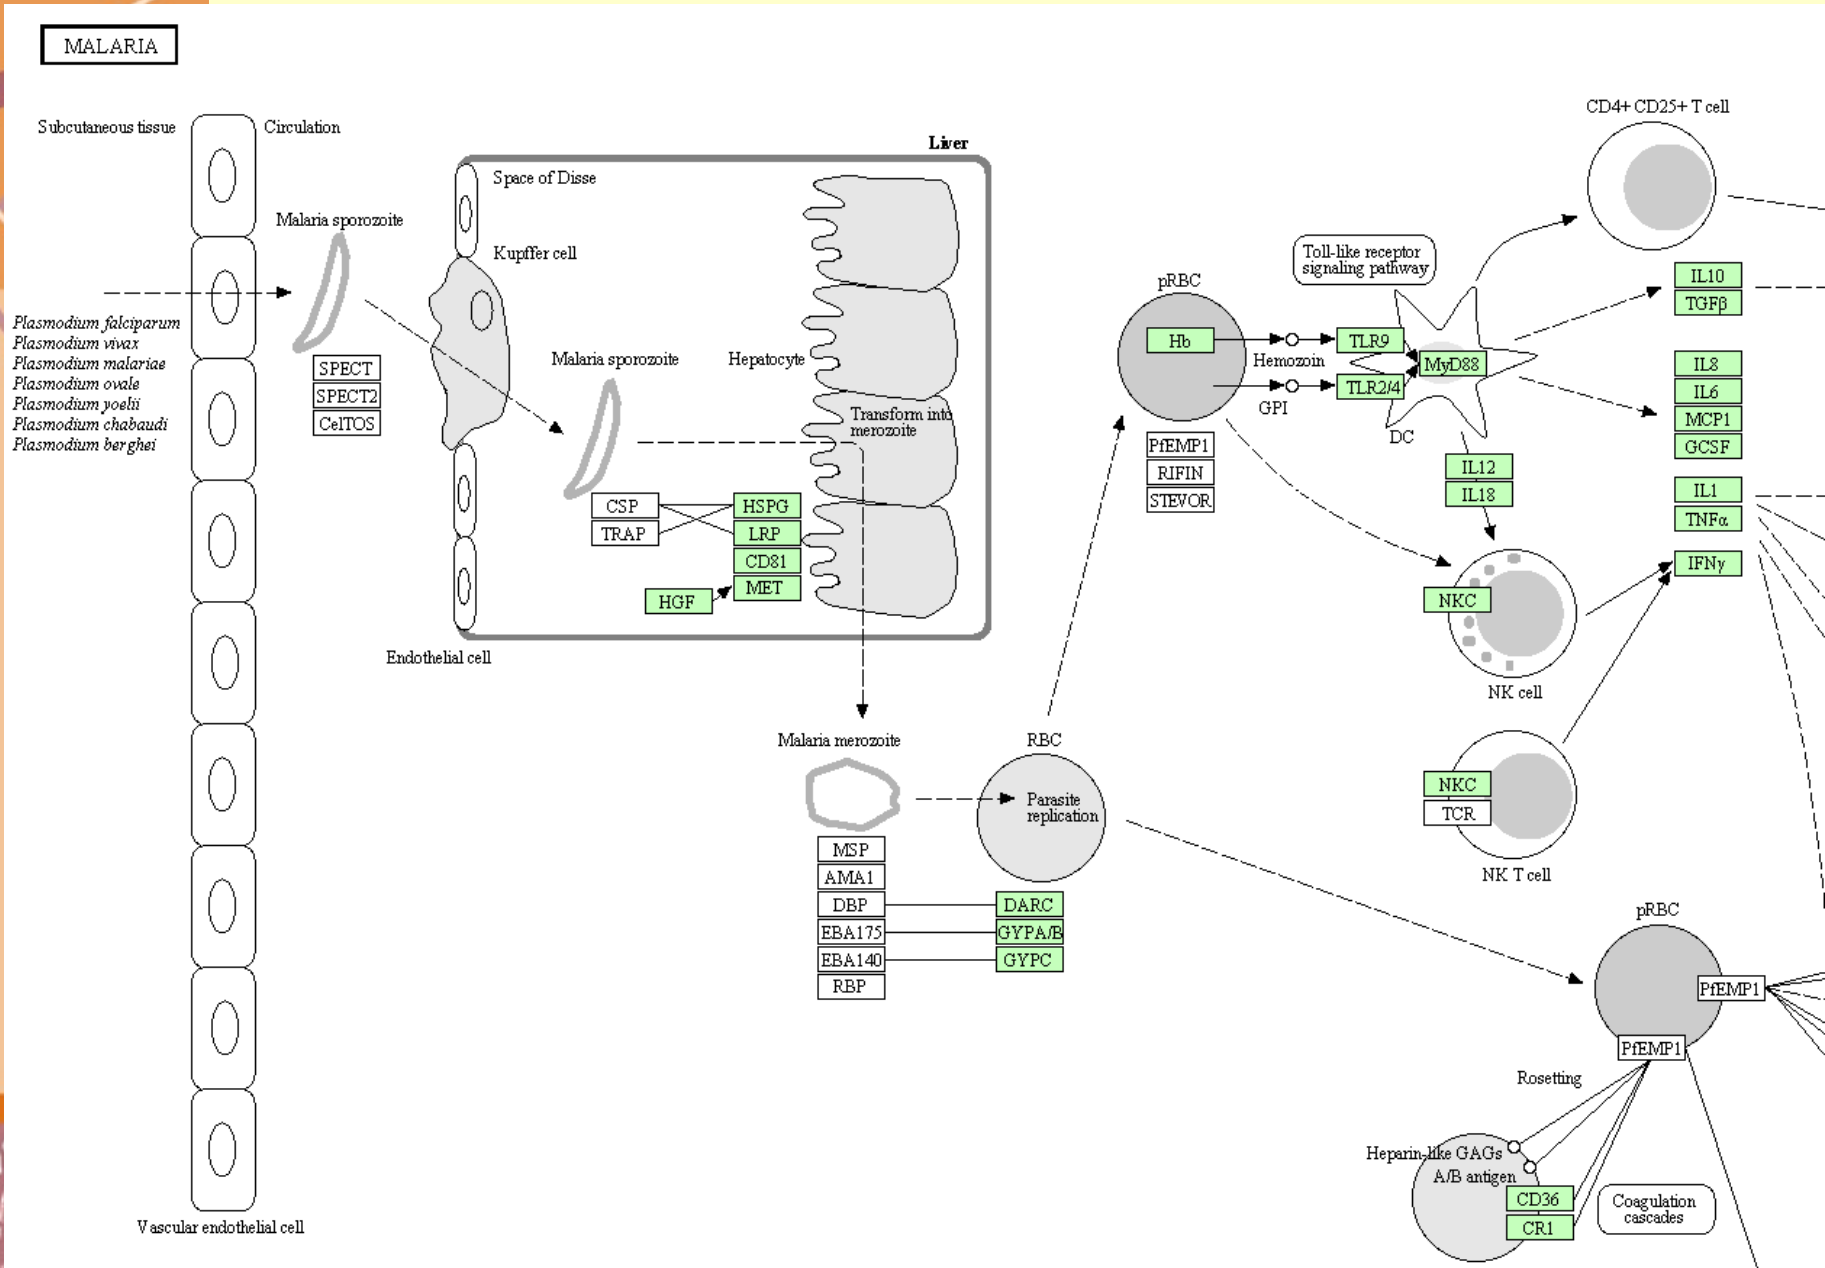 MALARIA
Subcutaneous tissue
Circulation
Malaria sporozoite
Plasmodium falciparum
Plasmodium vivax
Plasmodium malariae
Plasmodium ovale
Plasmodium yoelii
Plasmodium chabaudi
Plasmodium berghei
SPECT
SPECT2
CelTOS
Vascular endothelial cell
Liver
Space of Disse
Kupffer cell
Malaria sporozoite
Hepatocyte
Transform into
merozoite
CSP
TRAP
HSPG
LRP
CD81
MET
HGF
Endothelial cell
Malaria merozoite
MSP
AMA1
DBP
EBA175
EBA140
RBP
RBC
Parasite
replication
DARC
GYPA/B
GYPC
pRBC
Hb
Hemozoin
GPI
PfEMP1
RIFIN
STEVOR
Toll-like receptor
signaling pathway
TLR9
TLR2/4
MyD88
DC
IL12
IL18
CD4+ CD25+ T cell
IL10
TGFβ
IL8
IL6
MCP1
GCSF
IL1
TNFα
IFNγ
NKC
NK cell
NKC
TCR
NK T cell
pRBC
PfEMP1
PfEMP1
Rosetting
Heparin-like GAGs
A/B antigen
CD36
CR1
Coagulation
cascades